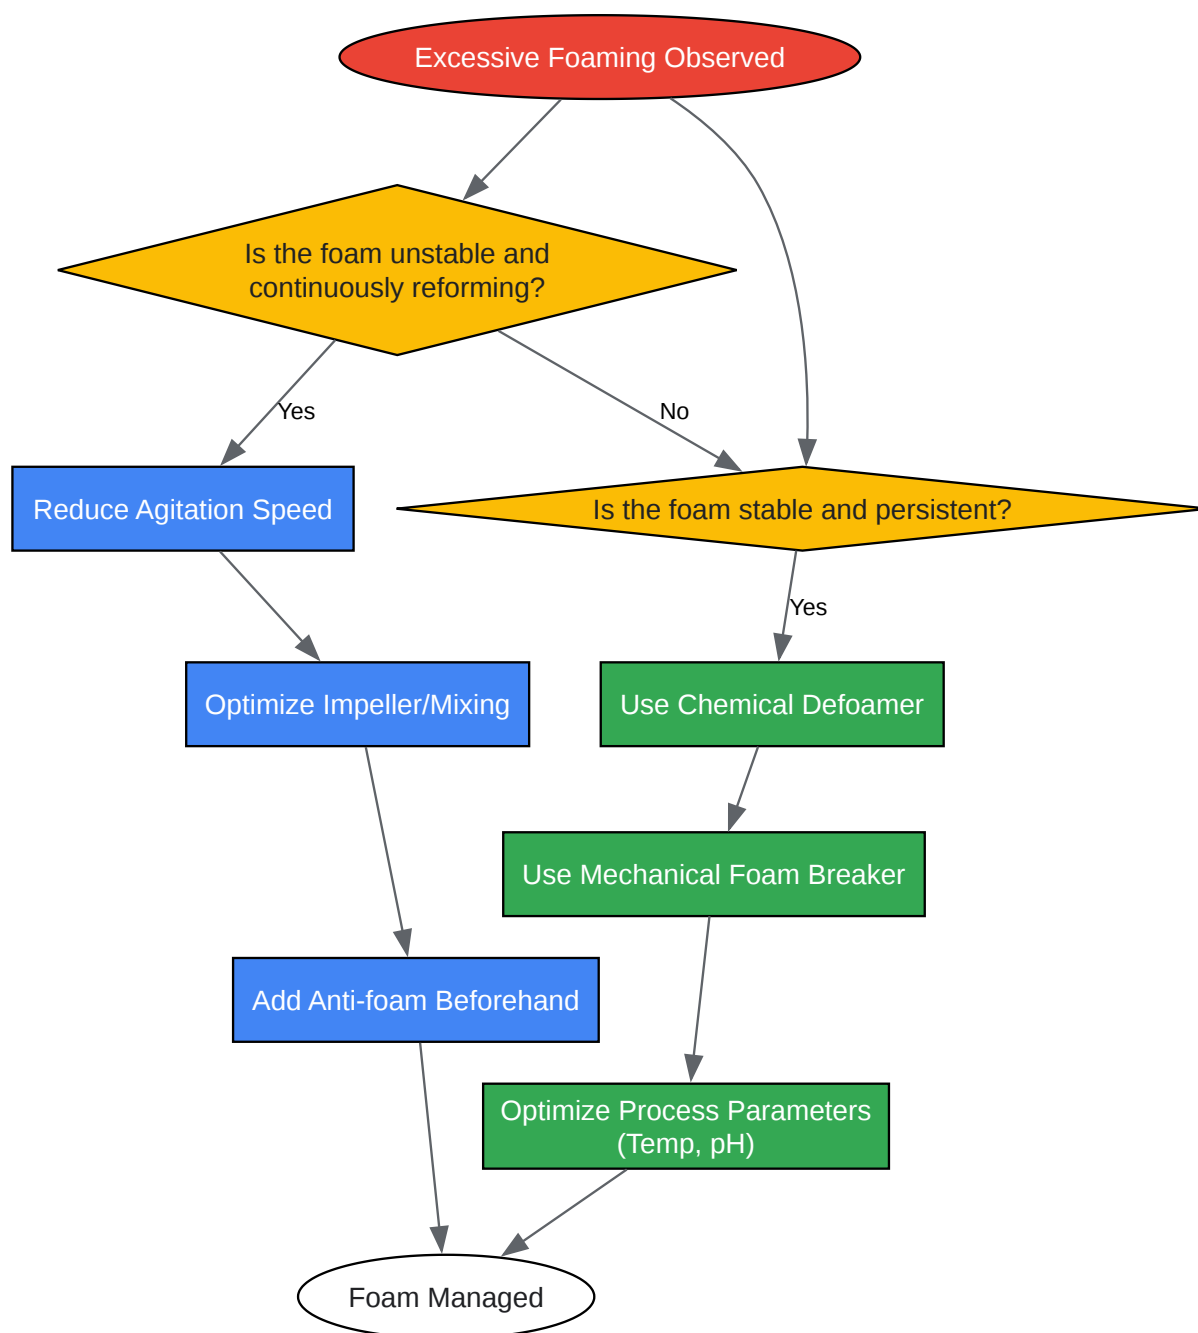 Excessive Foaming Observed
Is the foam unstable and
continuously reforming?
Yes
No
Reduce Agitation Speed
Is the foam stable and persistent?
Yes
Optimize Impeller/Mixing
Use Chemical Defoamer
Use Mechanical Foam Breaker
Add Anti-foam Beforehand
Optimize Process Parameters
(Temp, pH)
Foam Managed